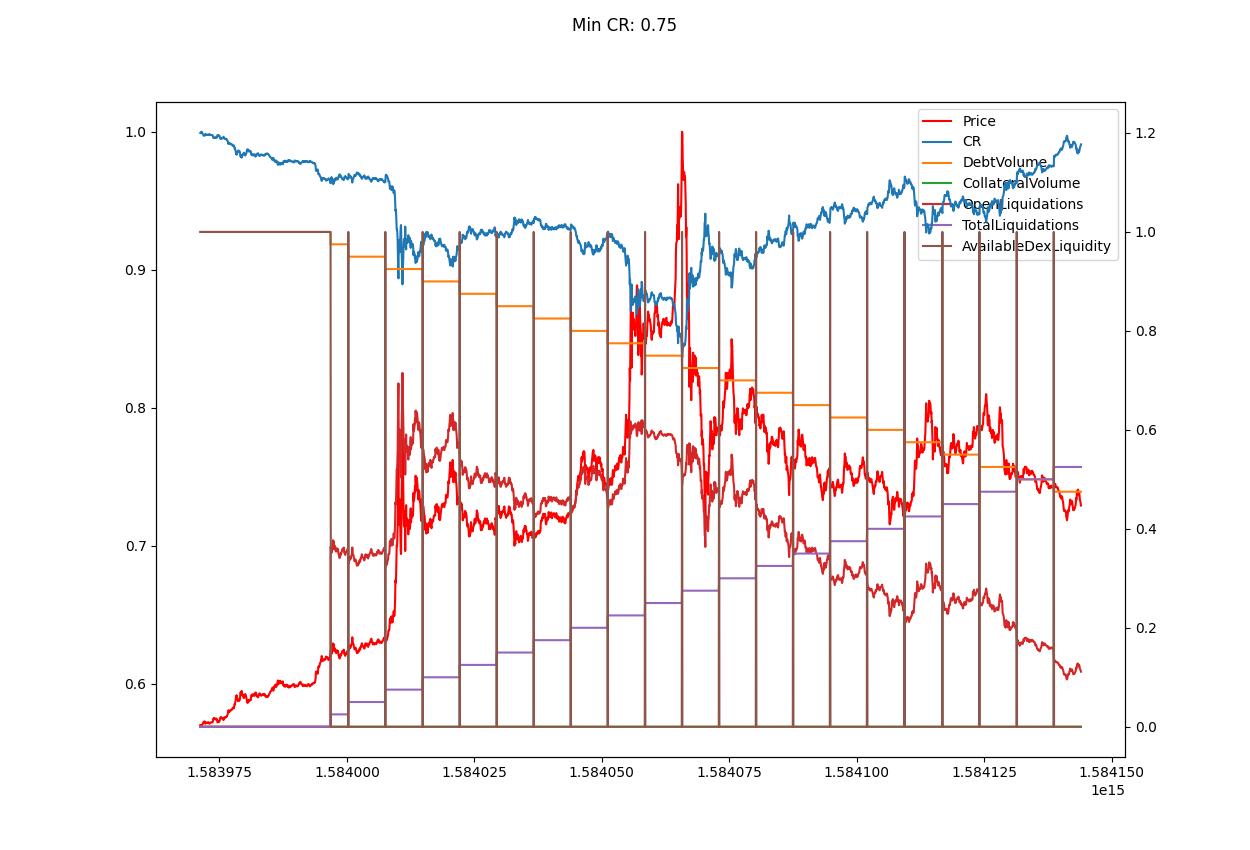 Min CR: 0.75
1.0
0.9
0.8
0.7
0.6
1.2
1.0
0.8
0.6
0.4
0.2
0.0
Price
CR
DebtVolume
CollateralVolume
OpenLiquidations
TotalLiquidations
AvailableDexLiquidity
1.583975 1.584000 1.584025 1.584050 1.584075 1.584100 1.584125 1.584150
1e15